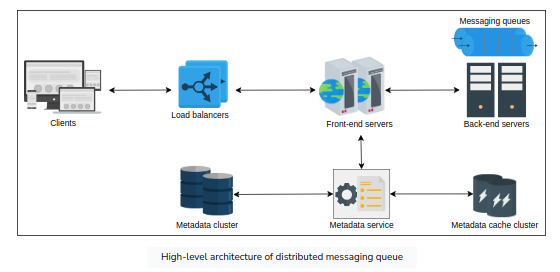 Messaging queues
Clients
Load balancers
Front-end servers
Back-end servers
Metadata cluster
Metadata service
Metadata cache cluster
High-level architecture of distributed messaging queue